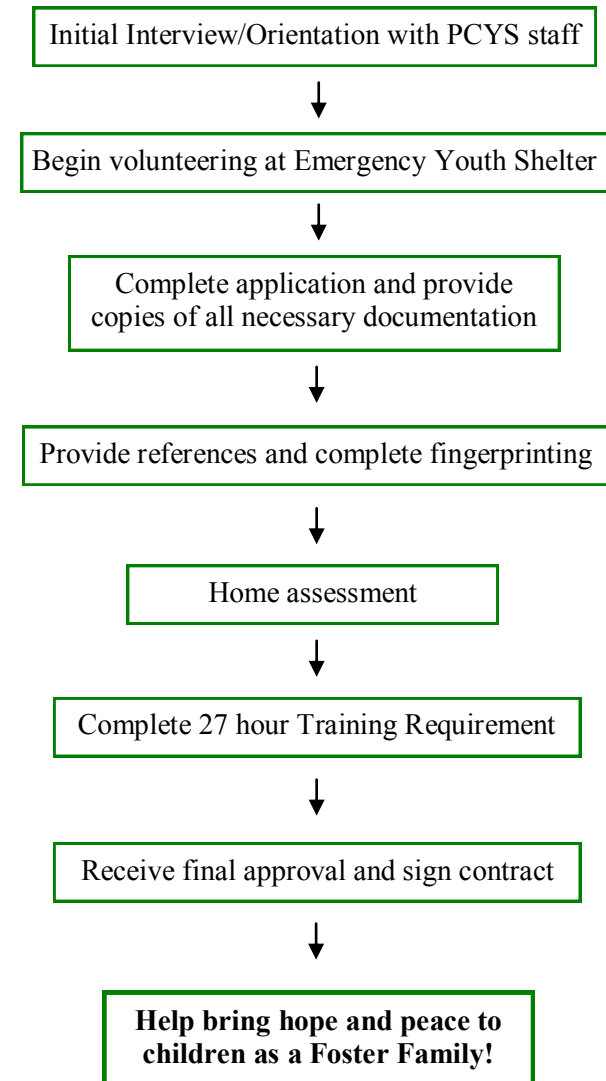 Initial Interview/Orientation with PCYS staff
Begin volunteering at Emergency Youth Shelter
Complete application and provide
copies of all necessary documentation
Provide references and complete fingerprinting
Home assessment
Complete 27 hour Training Requirement
Receive final approval and sign contract
Help bring hope and peace to
children as a Foster Family!